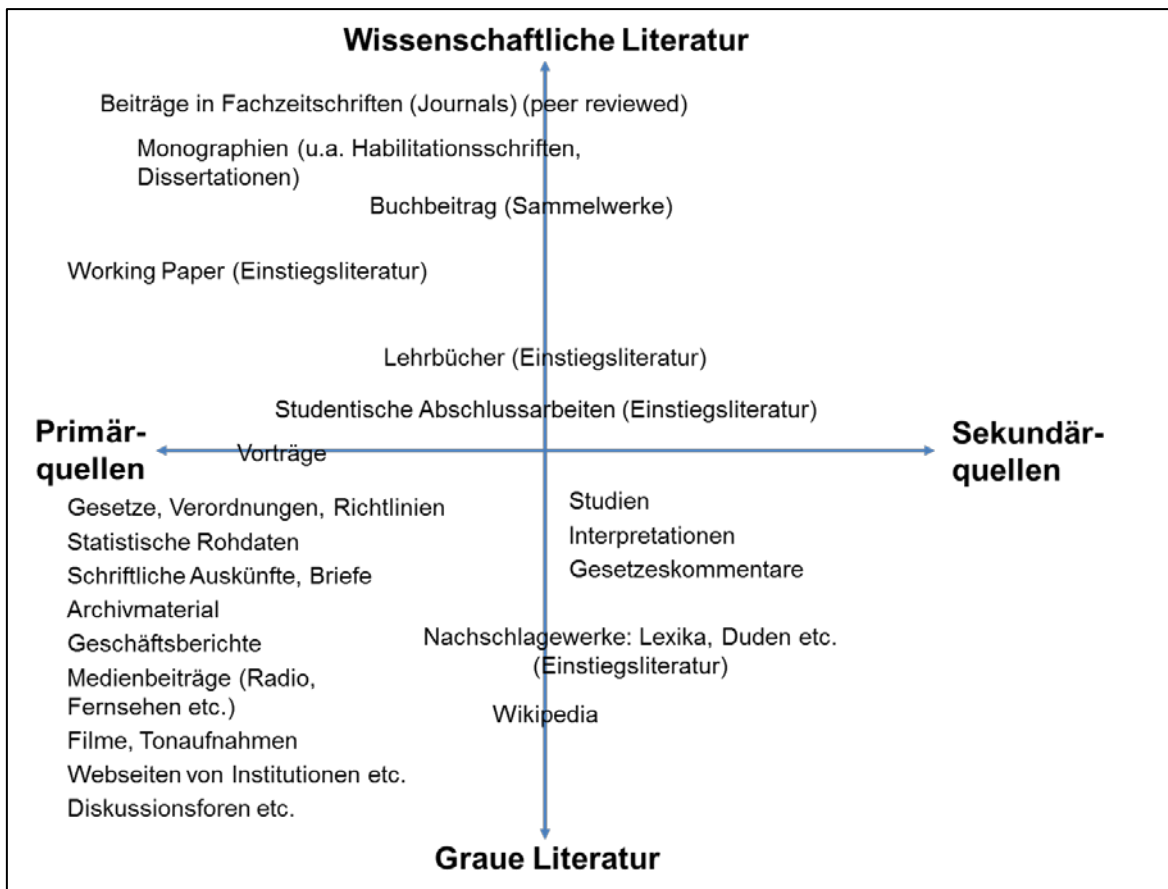 Wissenschaftliche Literatur
Beiträge in Fachzeitschriften (Journals) (peer reviewed)
Monographien (u.a. Habilitationsschriften,
Dissertationen)
Buchbeitrag (Sammelwerke)
Working Paper (Einstiegsliteratur)
Lehrbücher (Einstiegsliteratur)
Studentische Abschlussarbeiten (Einstiegsliteratur)
Primär-
quellen
Vorträge
Sekundär-
quellen
Gesetze, Verordnungen, Richtlinien
Statistische Rohdaten
Schriftliche Auskünfte, Briefe
Archivmaterial
Geschäftsberichte
Medienbeiträge (Radio,
Fernsehen etc.)
Filme, Tonaufnahmen
Webseiten von Institutionen etc.
Diskussionsforen etc.
Studien
Interpretationen
Gesetzeskommentare
Nachschlagewerke: Lexika, Duden etc.
(Einstiegsliteratur)
Wikipedia
Graue Literatur